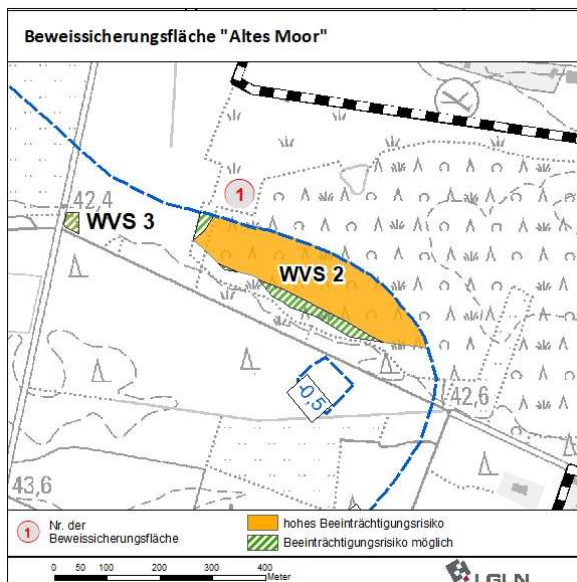 Beweissicherungsfläche "Altes Moor"
1
42,4
WVS 3
WVS 2
-0,5
42,6
43,6
1 Nr. der
Beweissicherungsfläche
hohes Beeinträchtigungsrisiko
Beeinträchtigungsrisiko möglich
0 50 100 200 300 400
Meter
LGLN